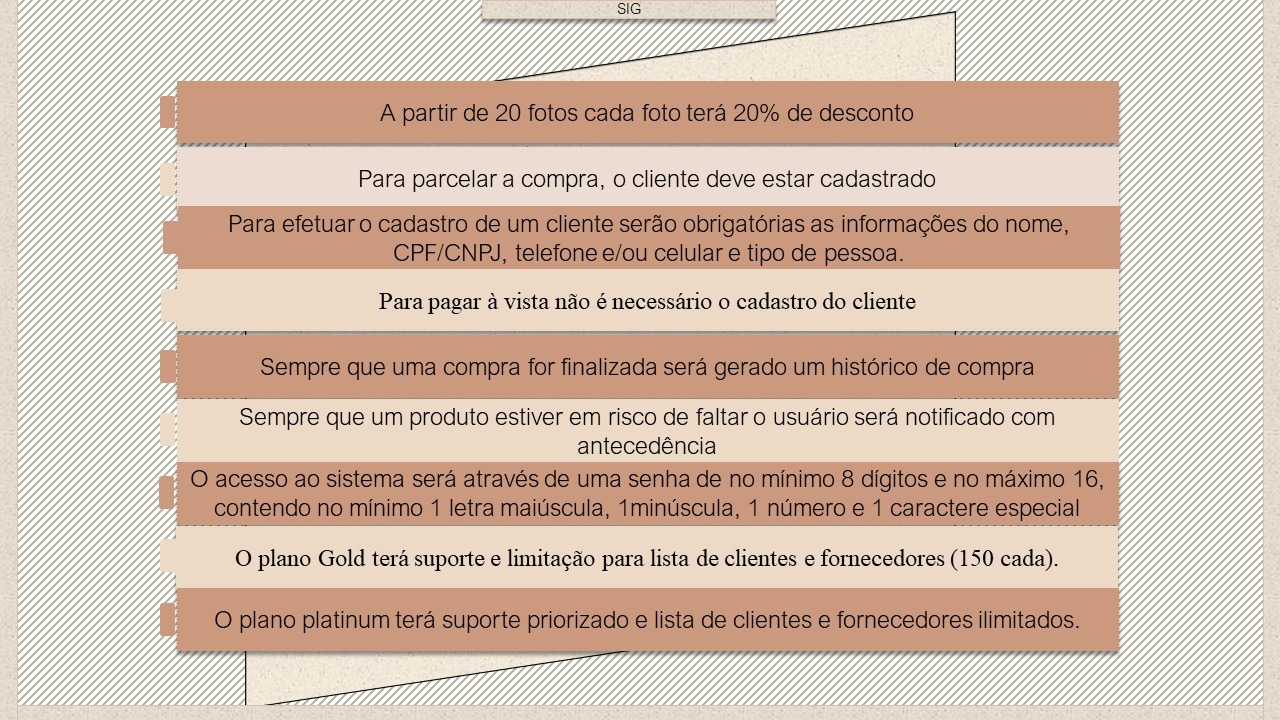 SIG
A partir de 20 fotos cada foto terá 20% de desconto
Para parcelar a compra, o cliente deve estar cadastrado
Para efetuar o cadastro de um cliente serão obrigatórias as informações do nome,
CPF/CNPJ, telefone e/ou celular e tipo de pessoa.
Para pagar à vista não é necessário o cadastro do cliente
Sempre que uma compra for finalizada será gerado um histórico de compra
Sempre que um produto estiver em risco de faltar o usuário será notificado com
antecedência
O acesso ao sistema será através de uma senha de no mínimo 8 dígitos e no máximo 16,
contendo no mínimo 1 letra maiúscula, 1minúscula, 1 número e 1 caractere especial
O plano Gold terá suporte e limitação para lista de clientes e fornecedores (150 cada).
O plano platinum terá suporte priorizado e lista de clientes e fornecedores ilimitados.